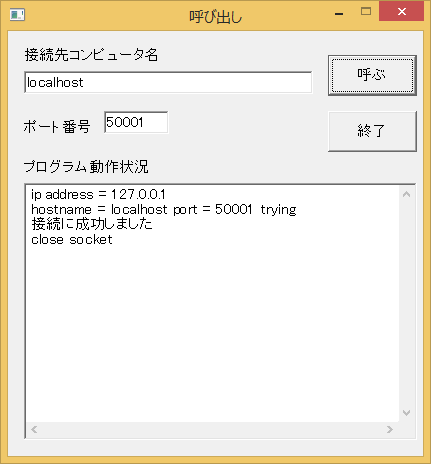 呼び出し
接続先コンピュータ名
localhost
呼ぶ
ポート番号
50001
終了
プログラム動作状況
ip address = 127.0.0.1
hostname = localhost port = 50001 trying
接続に成功しました
close socket